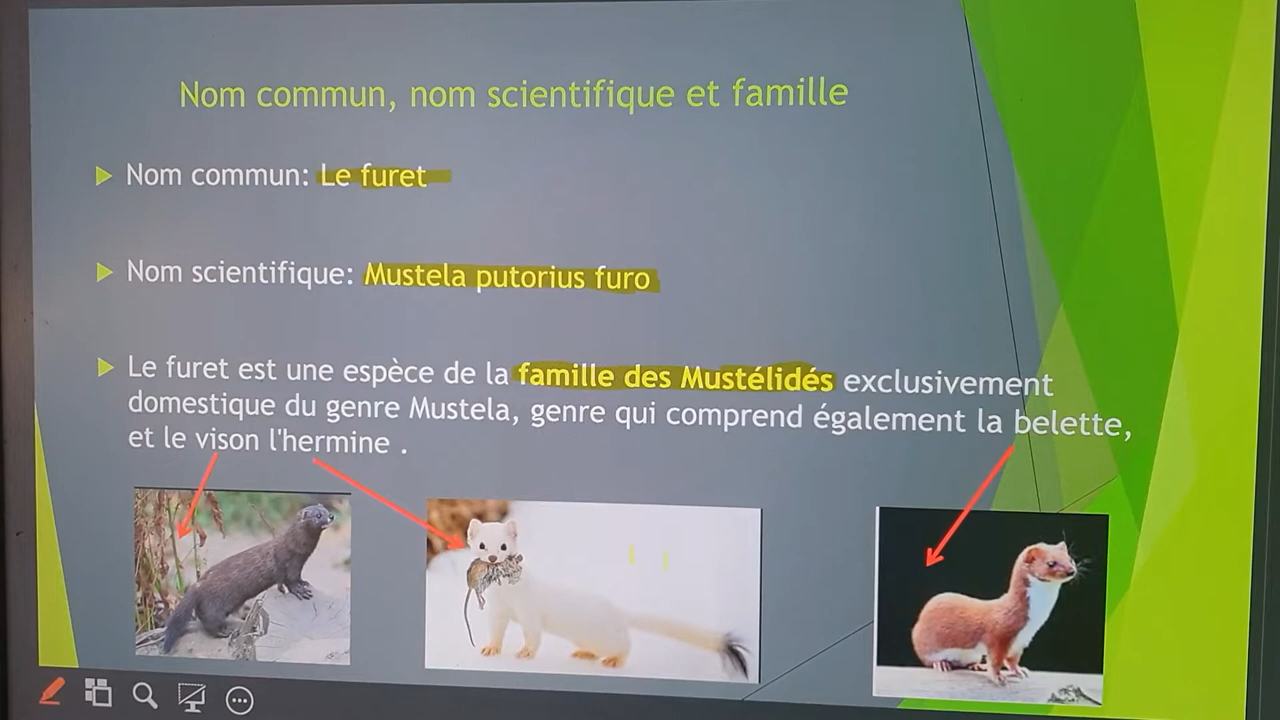 Nom commun, nom scientifique et famille
Nom commun: Le furet
Nom scientifique: Mustela putorius furo
Le furet est une espèce de la famille des Mustélidés exclusivement
domestique du genre Mustela, genre qui comprend également la belette,
et le vison l'hermine .